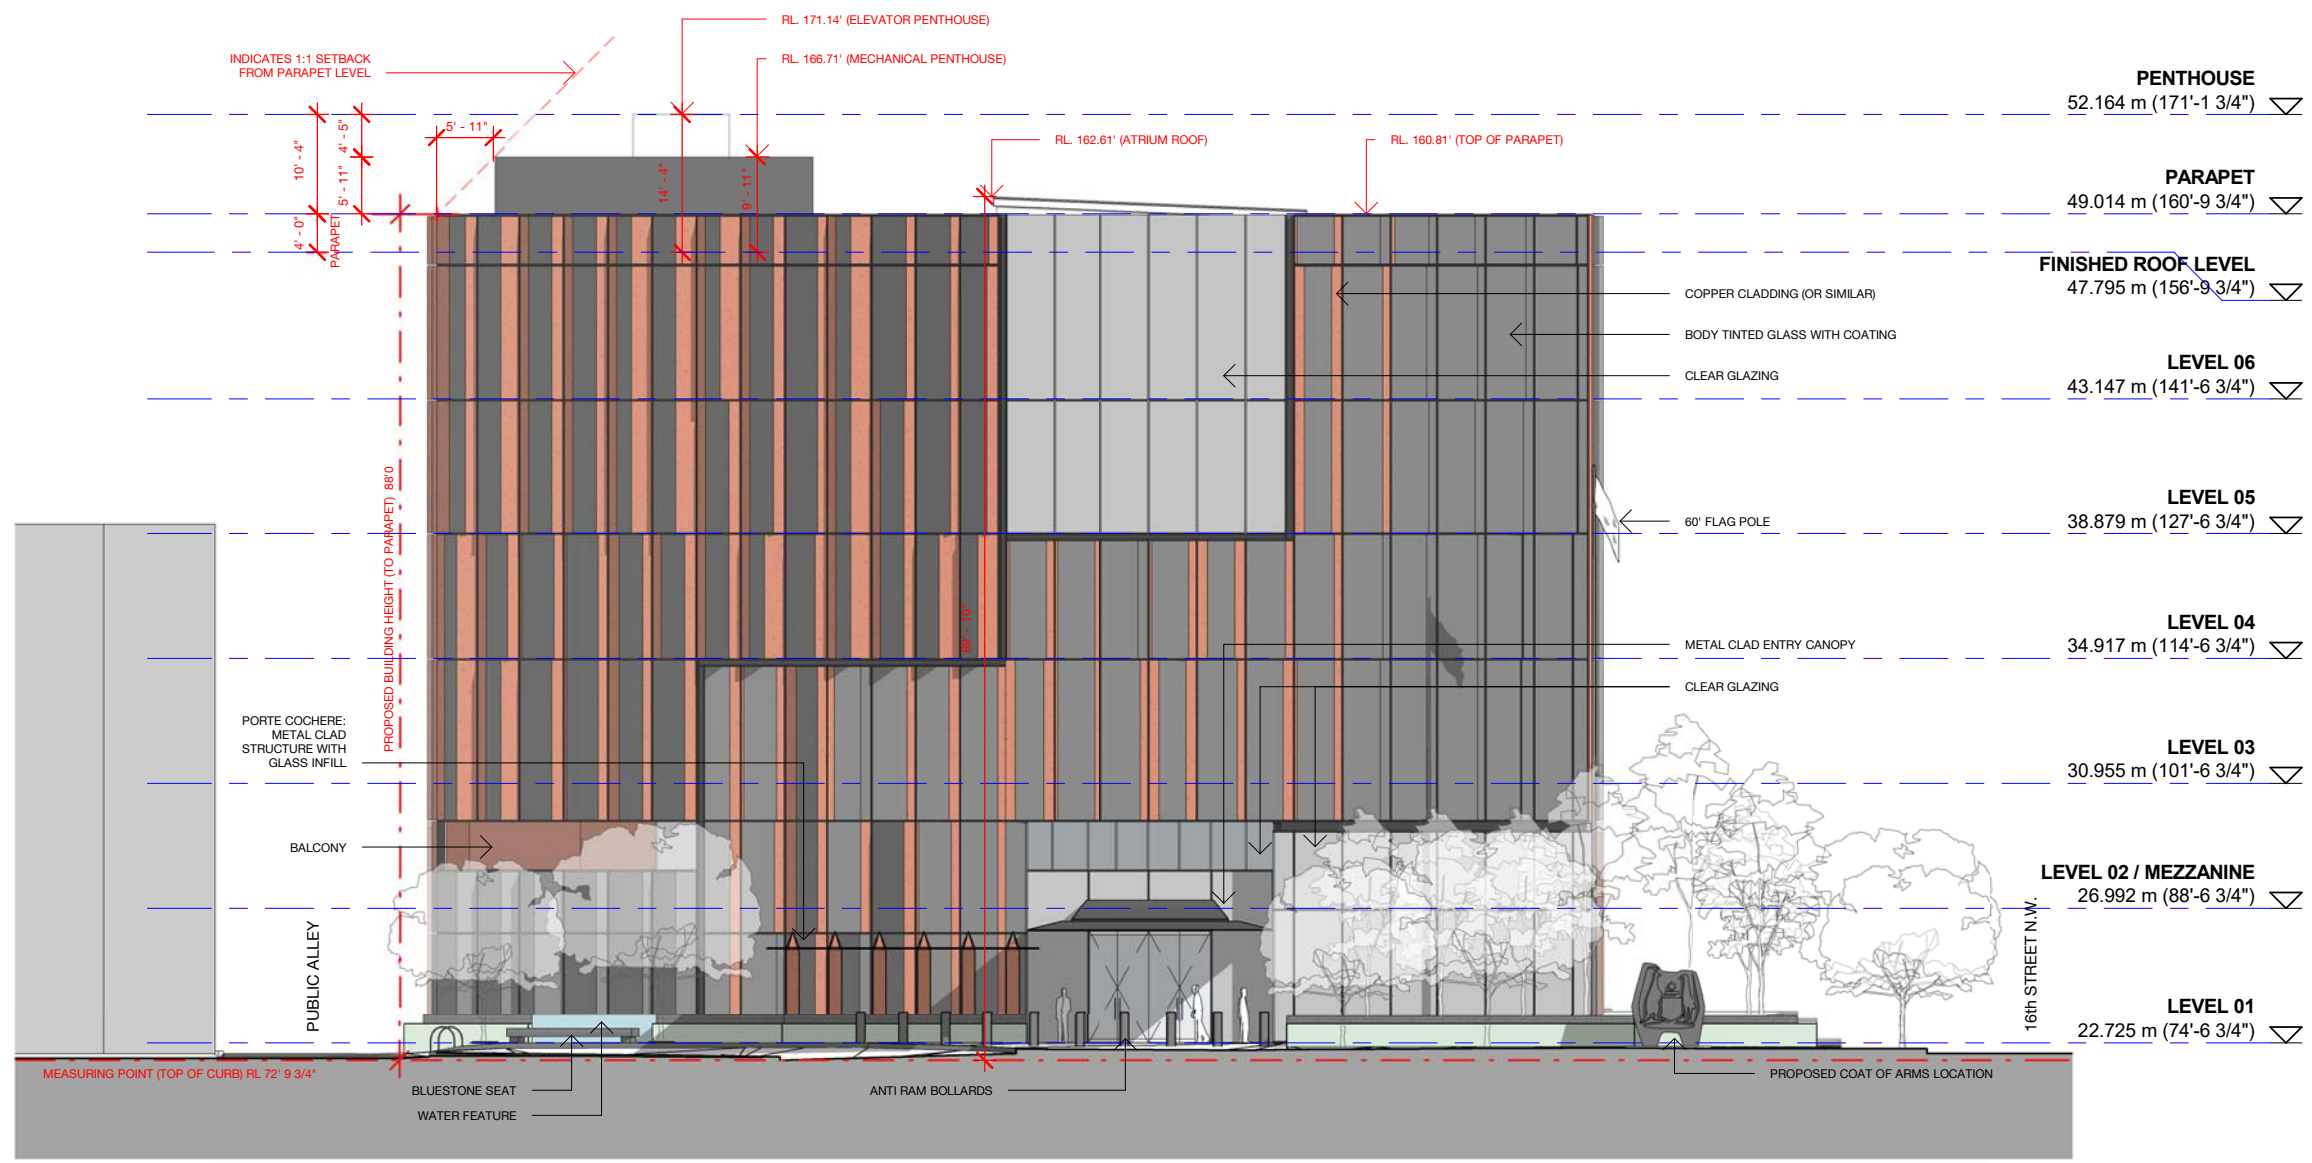 RL. 171.14' (ELEVATOR PENTHOUSE)
INDICATES 1:1 SETBACK
FROM PARAPET LEVEL
RL. 166.71' (MECHANICAL PENTHOUSE)
PENTHOUSE
52.164 m (171'-1 3/4")
5' - 11"
10' - 4"
4' - 5"
5' - 11"
4' - 0"
PARAPET
14' - 4"
9' - 11"
RL. 162.61' (ATRIUM ROOF)
RL. 160.81' (TOP OF PARAPET)
PARAPET
49.014 m (160'-9 3/4")
FINISHED ROOF LEVEL
47.795 m (156'-9 3/4")
COPPER CLADDING (OR SIMILAR)
BODY TINTED GLASS WITH COATING
CLEAR GLAZING
LEVEL 06
43.147 m (141'-6 3/4")
PROPOSED BUILDING HEIGHT (TO PARAPET) 88'0
LEVEL 05
38.879 m (127'-6 3/4")
60' FLAG POLE
89' - 10"
LEVEL 04
34.917 m (114'-6 3/4")
METAL CLAD ENTRY CANOPY
CLEAR GLAZING
PORTE COCHERE:
METAL CLAD
STRUCTURE WITH
GLASS INFILL
LEVEL 03
30.955 m (101'-6 3/4")
BALCONY
LEVEL 02 / MEZZANINE
26.992 m (88'-6 3/4")
PUBLIC ALLEY
16th STREET N.W.
LEVEL 01
22.725 m (74'-6 3/4")
MEASURING POINT (TOP OF CURB) RL 72' 9 3/4"
BLUESTONE SEAT
WATER FEATURE
ANTI RAM BOLLARDS
PROPOSED COAT OF ARMS LOCATION